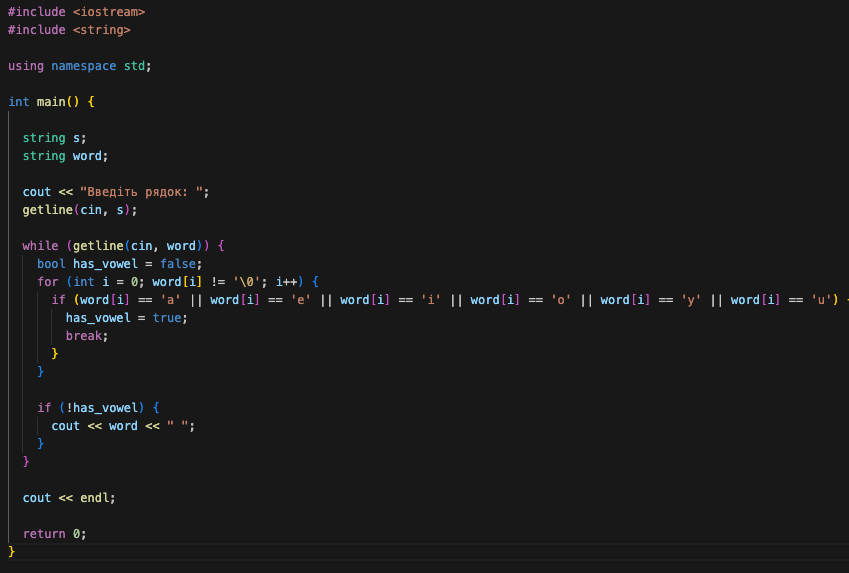 #include <iostream>
#include <string>
using namespace std;
int main() {
string s;
string word;
cout << "Введіть рядок: ";
getline(cin, s);
while (getline(cin, word)) {
bool has_vowel = false;
for (int i = 0; word[i] != '\0'; i++) {
if (word[i] == 'a' || word[i] == 'e' || word[i] == 'i' || word[i] == 'o' || word[i] == 'y' || word[i] == 'u')
has_vowel = true;
break;
}
}
if (!has_vowel) {
cout << word << " ";
}
}
cout << endl;
return 0;
}